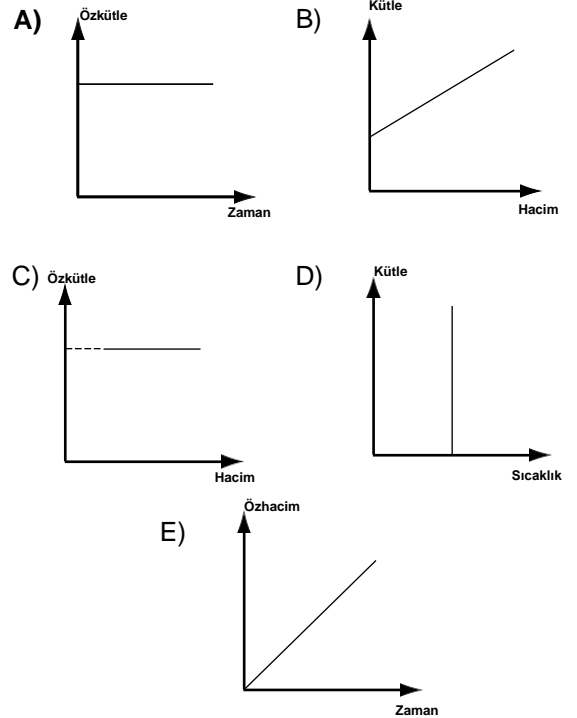 A)
Özkütle
Zaman
B)
Kütle
Hacim
C)
Özkütle
Hacim
D)
Kütle
Sıcaklık
E)
Özhacim
Zaman